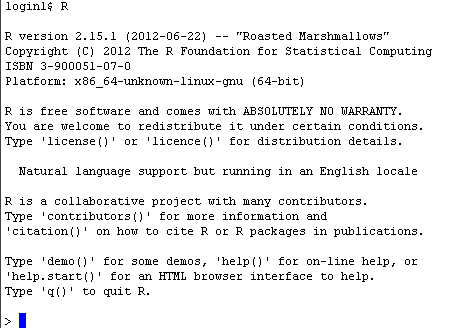 login1$ R
R version 2.15.1 (2012-06-22) -- "Roasted Marshmallows"
Copyright (C) 2012 The R Foundation for Statistical Computing
ISBN 3-900051-07-0
Platform: x86_64-unknown-linux-gnu (64-bit)
R is free software and comes with ABSOLUTELY NO WARRANTY.
You are welcome to redistribute it under certain conditions.
Type 'license()' or 'licence()' for distribution details.
Natural language support but running in an English locale
R is a collaborative project with many contributors.
Type 'contributors()' for more information and
'citation()' on how to cite R or R packages in publications.
Type 'demo()' for some demos, 'help()' for on-line help, or
'help.start()' for an HTML browser interface to help.
Type 'q()' to quit R.
>